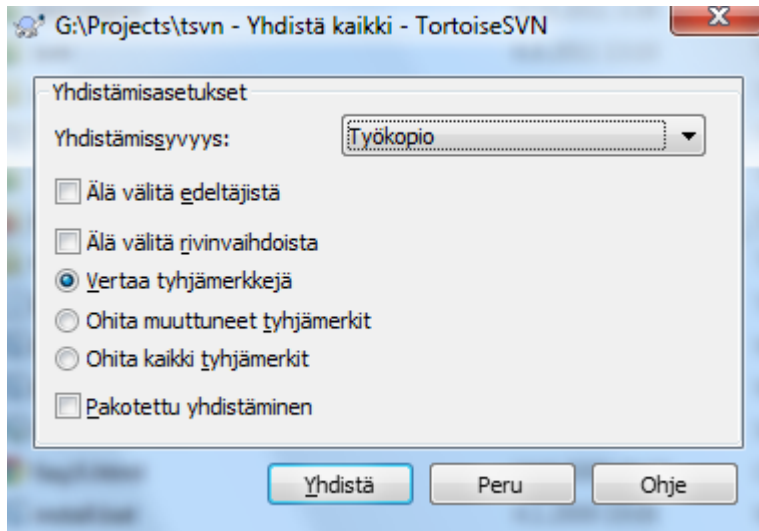 G:\Projects\tsvn - Yhdistä kaikki - TortoiseSVN
Yhdistämisasetukset
Yhdistämissyvyys:
Työkopio
Älä välitä edeltäjistä
Älä välitä rivinvaihdoista
Vertaa tyhjämerkkejä
Ohita muuttuneet tyhjämerkit
Ohita kaikki tyhjämerkit
Pakotettu yhdistäminen
Yhdistä Peru Ohje